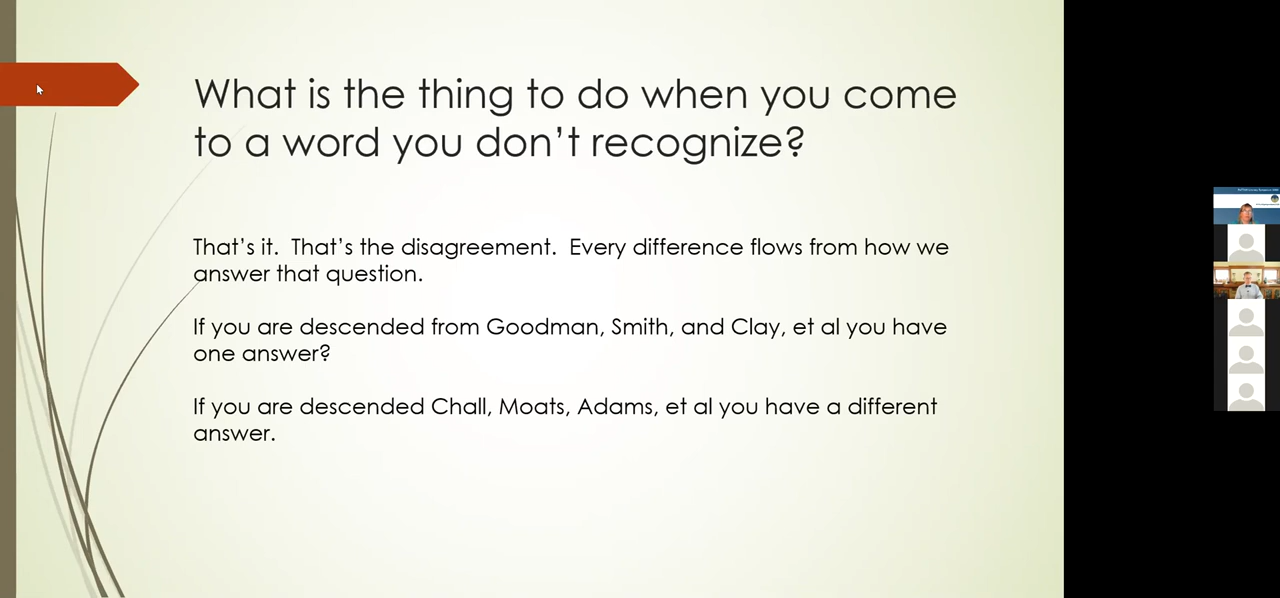 What is the thing to do when you come
to a word you don't recognize?
That's it.  That's the disagreement.  Every difference flows from how we
answer that question.
If you are descended from Goodman, Smith, and Clay, et al you have
one answer?
If you are descended Chall, Moats, Adams, et al you have a different
answer.